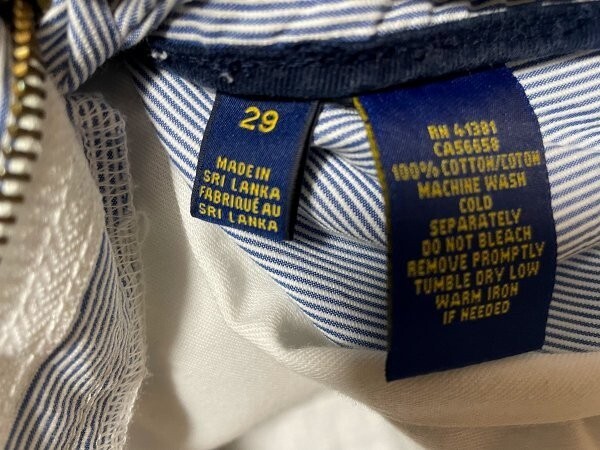 29
MADE IN
SRI LANKA
FABRIQUÉ AU
SRI LANKA
RN 41381
CA56658
100% COTTON/COTON
MACHINE WASH
COLD
SEPARATELY
DO NOT BLEACH
REMOVE PROMPTLY
TUMBLE DRY LOW
WARM IRON
IF NEEDED